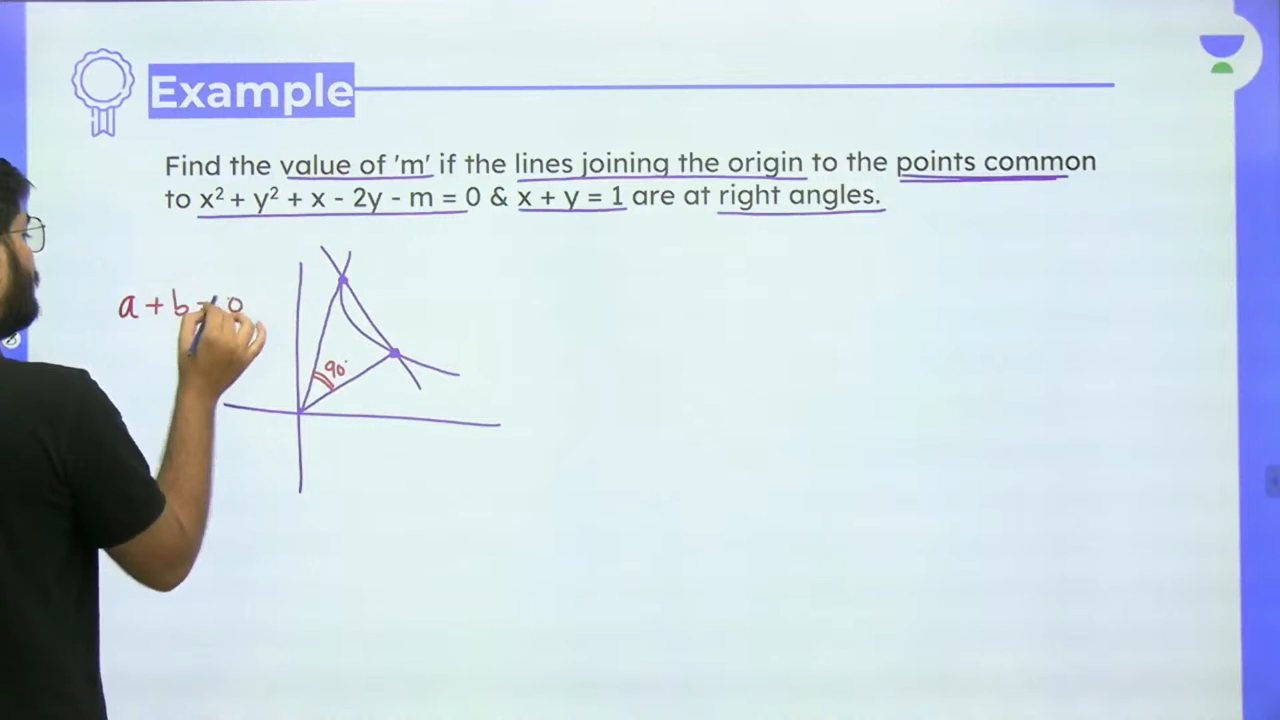 Example
Find the value of 'm' if the lines joining the origin to the points common
to x² + y² + x - 2y - m = 0 & x + y = 1 are at right angles.
a + b = 0
90°